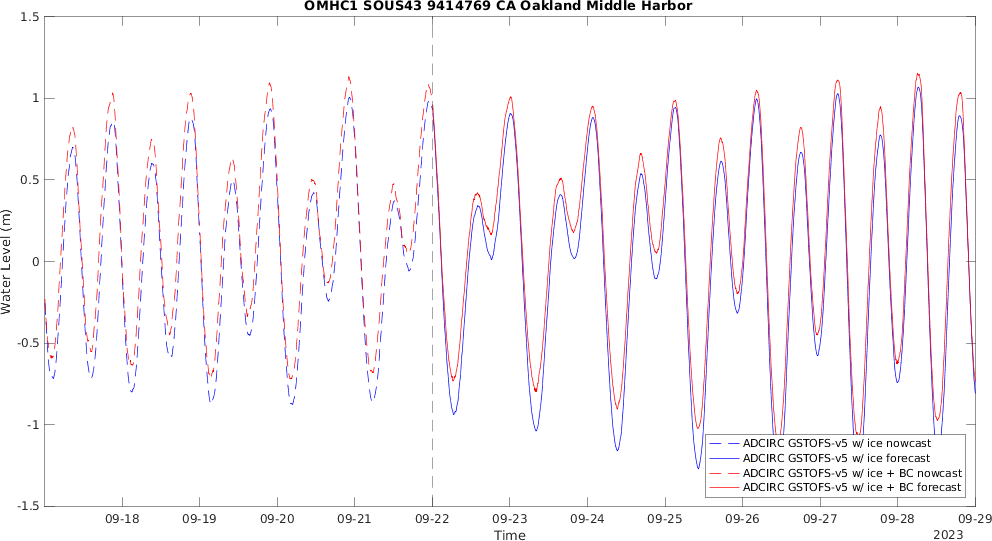 OMHC1 SOUS43 9414769 CA Oakland Middle Harbor
1.5
1
0.5
0
-0.5
-1
-1.5
Water Level (m)
ADCIRC GSTOFS-v5 w/ ice nowcast
ADCIRC GSTOFS-v5 w/ ice forecast
ADCIRC GSTOFS-v5 w/ ice + BC nowcast
ADCIRC GSTOFS-v5 w/ ice + BC forecast
09-18 09-19 09-20 09-21 09-22 09-23 09-24 09-25 09-26 09-27 09-28 09-29
Time 2023